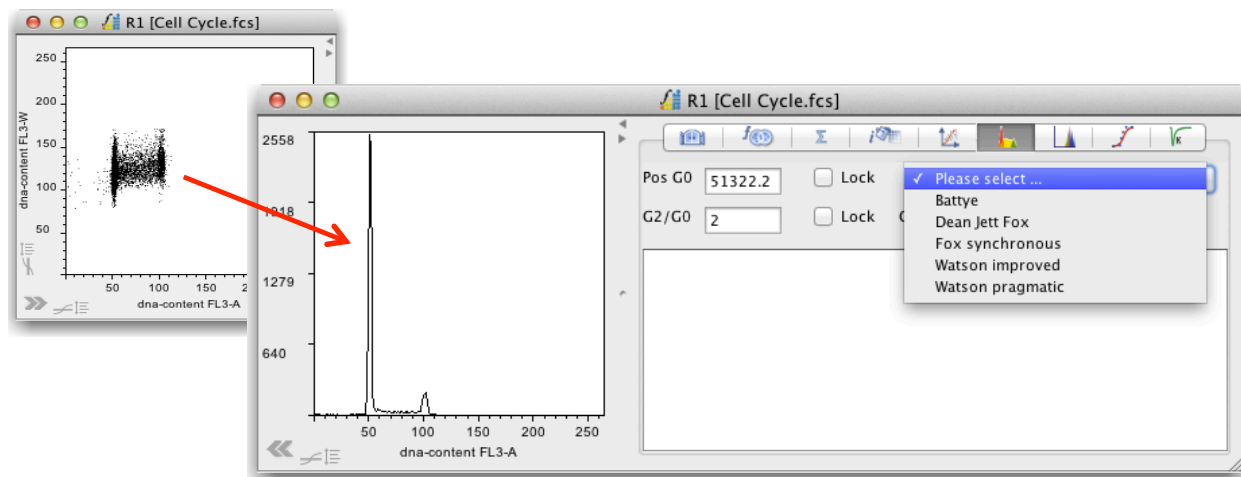 R1 [Cell Cycle.fcs]
250
200
150
100
50
dna-content FL3-W
50 100 150 2
dna-content FL3-A
R1 [Cell Cycle.fcs]
2558
1918
1279
640
50 100 150 200 250
dna-content FL3-A
f
Σ
i
K
Pos G0 51322.2 Lock
G2/G0 2 Lock
✓ Please select ...
Battye
Dean Jett Fox
Fox synchronous
Watson improved
Watson pragmatic